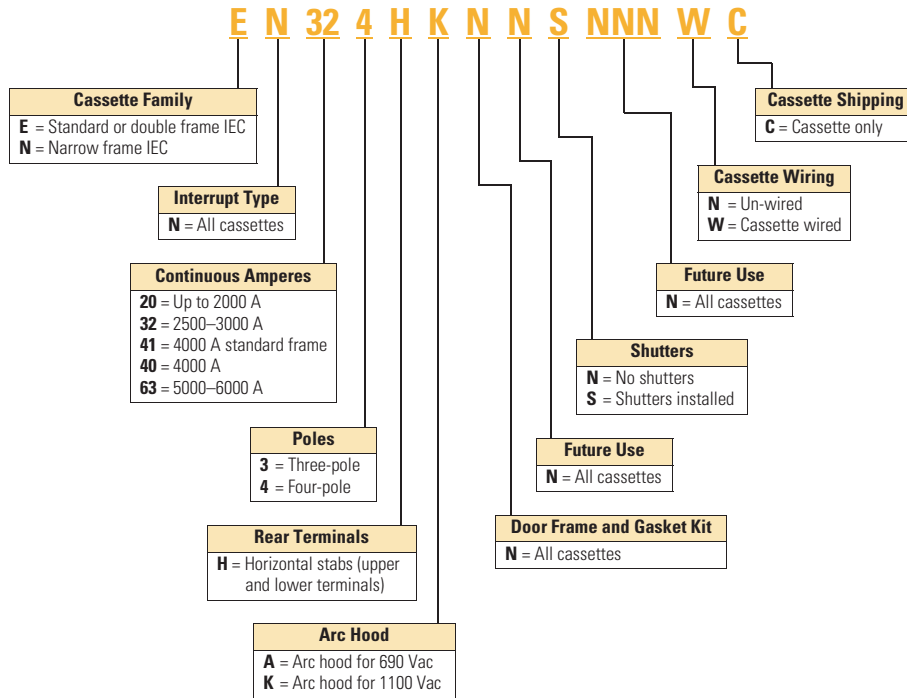 E N 32 4 H K N N S NNN W C
Cassette Family
E = Standard or double frame IEC
N = Narrow frame IEC
Cassette Shipping
C = Cassette only
Interrupt Type
N = All cassettes
Cassette Wiring
N = Un-wired
W = Cassette wired
Continuous Amperes
20 = Up to 2000 A
32 = 2500–3000 A
41 = 4000 A standard frame
40 = 4000 A
63 = 5000–6000 A
Future Use
N = All cassettes
Shutters
N = No shutters
S = Shutters installed
Poles
3 = Three-pole
4 = Four-pole
Future Use
N = All cassettes
Rear Terminals
H = Horizontal stabs (upper
and lower terminals)
Door Frame and Gasket Kit
N = All cassettes
Arc Hood
A = Arc hood for 690 Vac
K = Arc hood for 1100 Vac